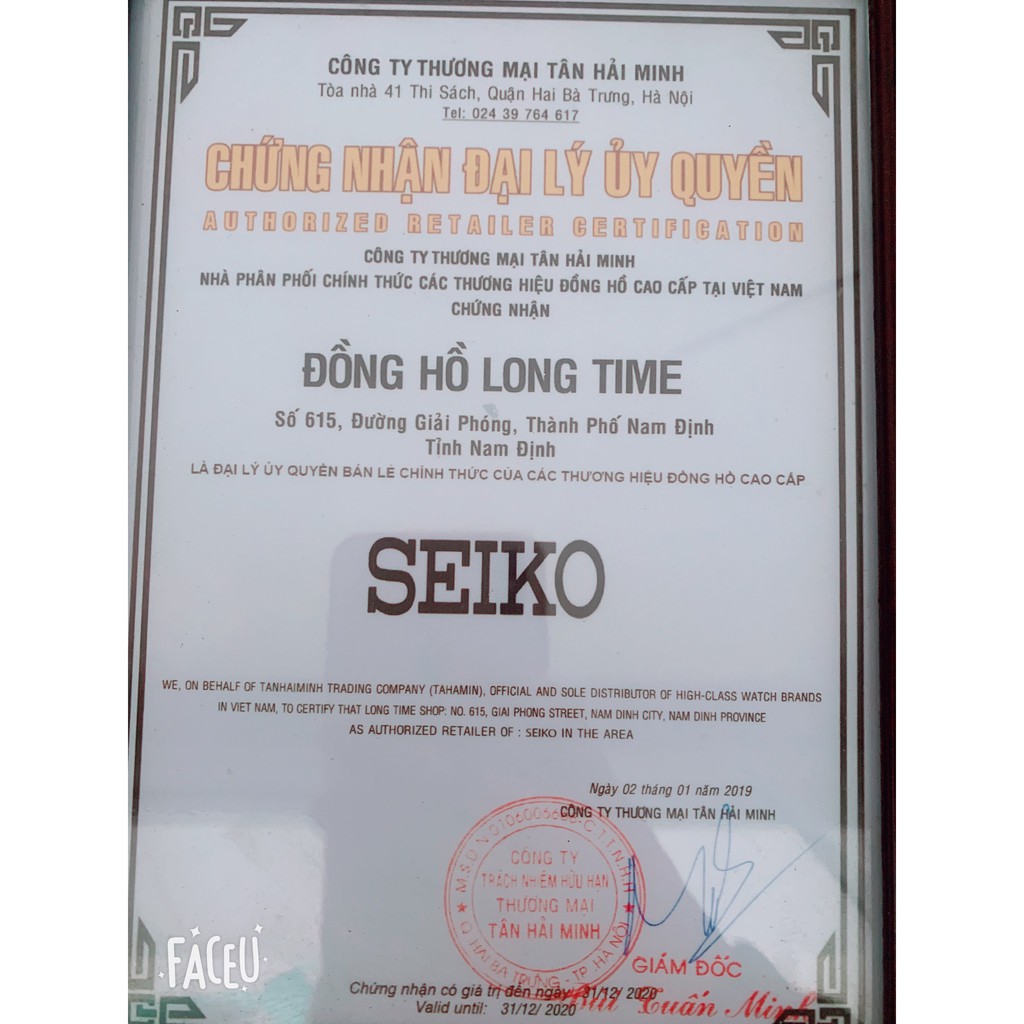 CÔNG TY THƯƠNG MẠI TÂN HẢI MINH
Tòa nhà 41 Thi Sách, Quận Hai Bà Trưng, Hà Nội
Tel: 024 39 764 617
CHỨNG NHẬN ĐẠI LÝ ỦY QUYỀN
AUTHORIZED RETAILER CERTIFICATION
CÔNG TY THƯƠNG MẠI TÂN HẢI MINH
NHÀ PHÂN PHỐI CHÍNH THỨC CÁC THƯƠNG HIỆU ĐỒNG HỒ CAO CẤP TẠI VIỆT NAM
CHỨNG NHẬN
ĐỒNG HỒ LONG TIME
Số 615, Đường Giải Phóng, Thành Phố Nam Định
Tỉnh Nam Định
LÀ ĐẠI LÝ ỦY QUYỀN BÁN LẺ CHÍNH THỨC CỦA CÁC THƯƠNG HIỆU ĐỒNG HỒ CAO CẤP
SEIKO
WE, ON BEHALF OF TANHAIMINH TRADING COMPANY (TAHAMIN), OFFICIAL AND SOLE DISTRIBUTOR OF HIGH-CLASS WATCH BRANDS
IN VIET NAM, TO CERTIFY THAT LONG TIME SHOP: NO. 615, GIAI PHONG STREET, NAM DINH CITY, NAM DINH PROVINCE
AS AUTHORIZED RETAILER OF : SEIKO IN THE AREA
Ngày 02 tháng 01 năm 2019
CÔNG TY THƯƠNG MẠI TÂN HẢI MINH
CÔNG TY
TRÁCH NHIỆM HỮU HẠN
THƯƠNG MẠI
TÂN HẢI MINH
Q. HAI BÀ TRƯNG - TP. HÀ NỘI
GIÁM ĐỐC
Bùi Tuấn Minh
Chứng nhận có giá trị đến ngày: 31/12/ 2020
Valid until: 31/12/ 2020
FACEU